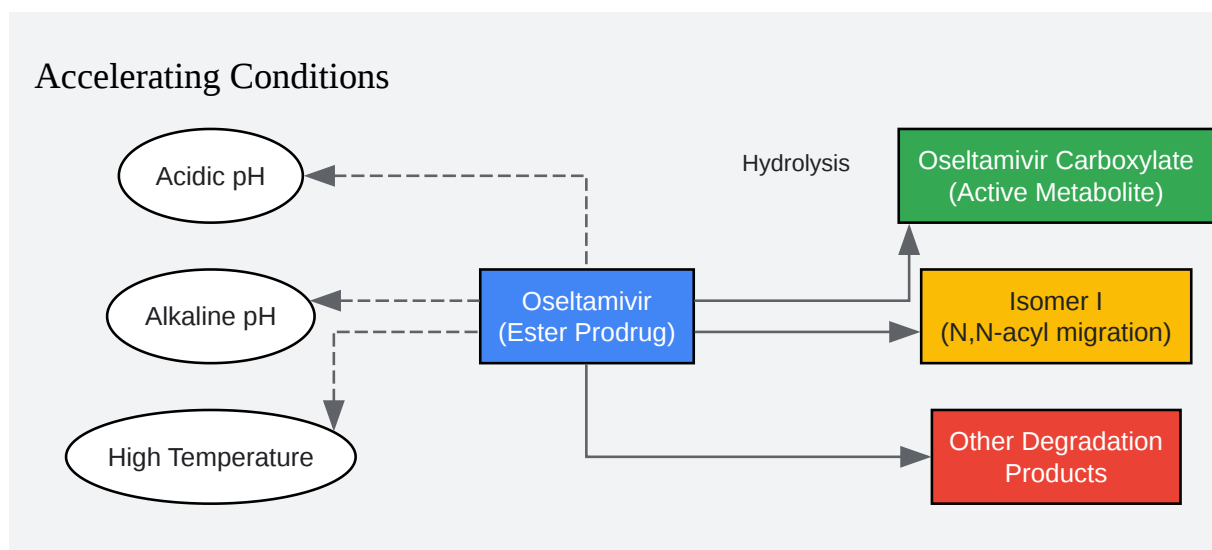 Accelerating Conditions
Acidic pH
Hydrolysis
Oseltamivir Carboxylate
(Active Metabolite)
Alkaline pH
Oseltamivir
(Ester Prodrug)
Isomer I
(N,N-acyl migration)
High Temperature
Other Degradation
Products